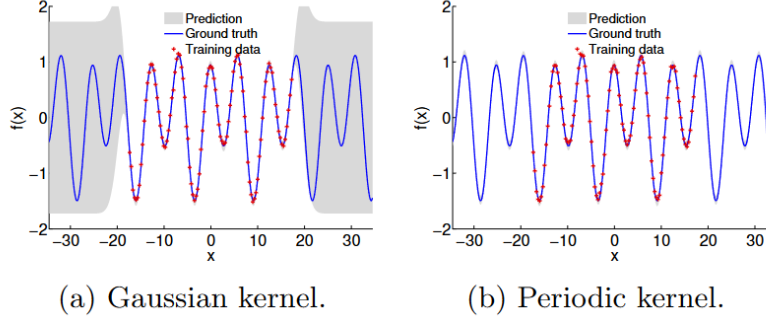 Prediction
Ground truth
Training data
2
1
0
−1
−2
f(x)
−30 −20 −10 0 10 20 30
x
(a) Gaussian kernel.
Prediction
Ground truth
Training data
2
1
0
−1
−2
f(x)
−30 −20 −10 0 10 20 30
x
(b) Periodic kernel.